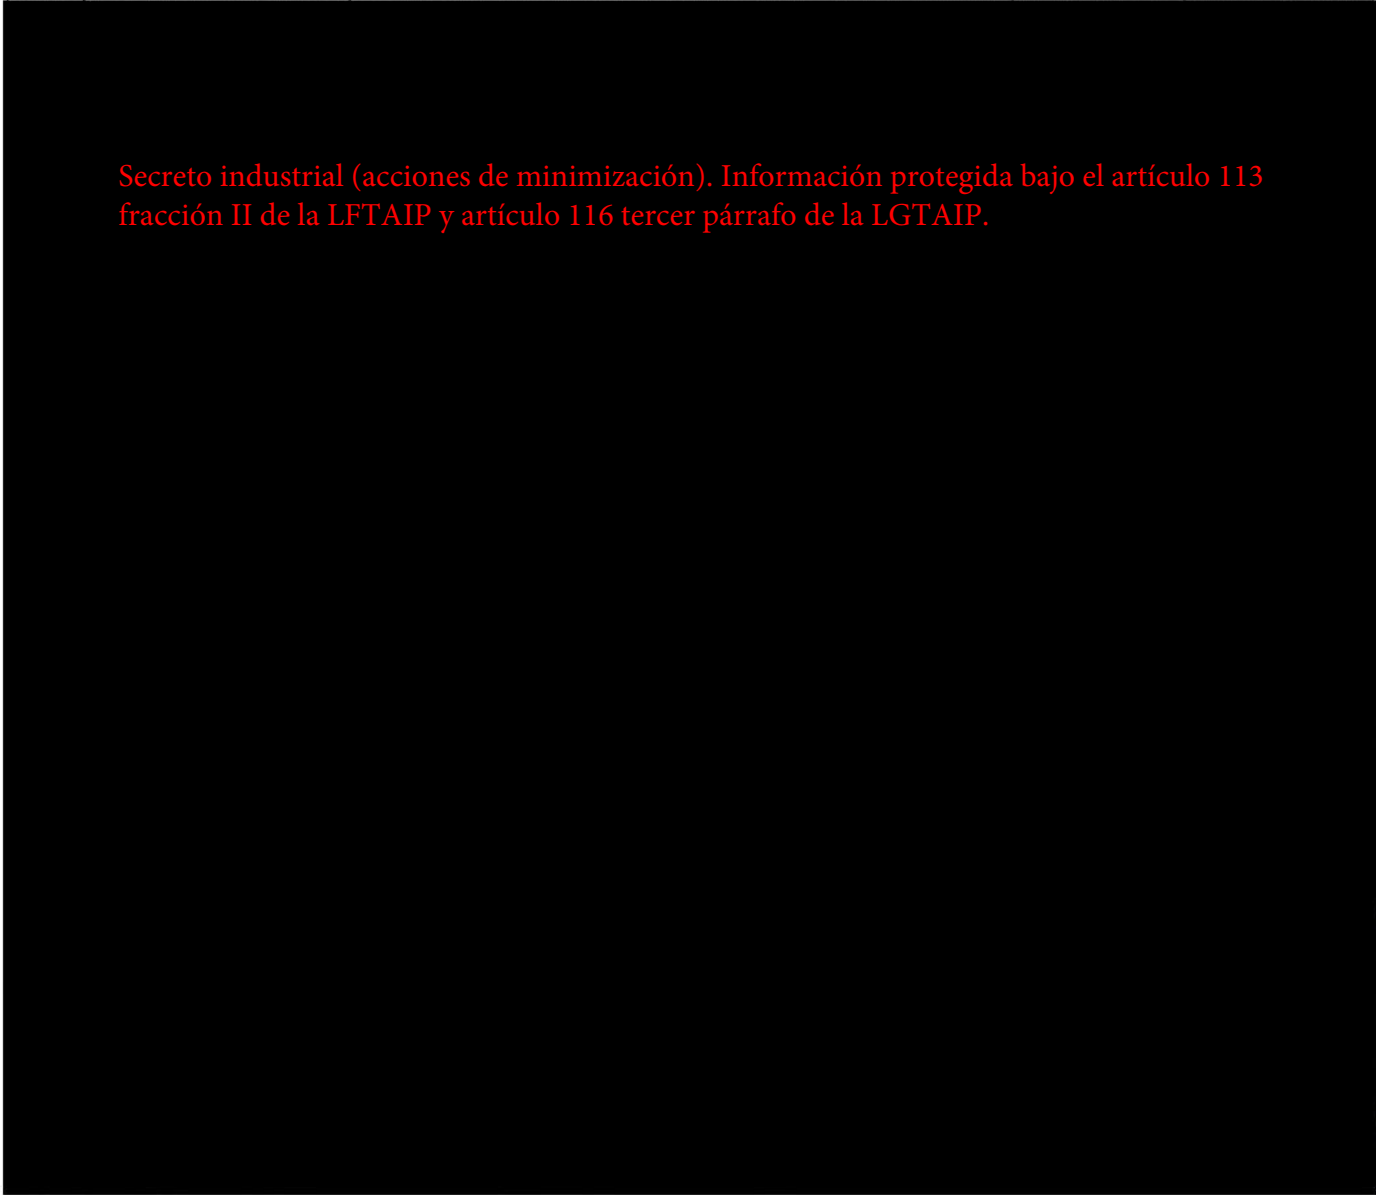 Secreto industrial (acciones de minimización). Información protegida bajo el artículo 113
fracción II de la LFTAIP y artículo 116 tercer párrafo de la LGTAIP.